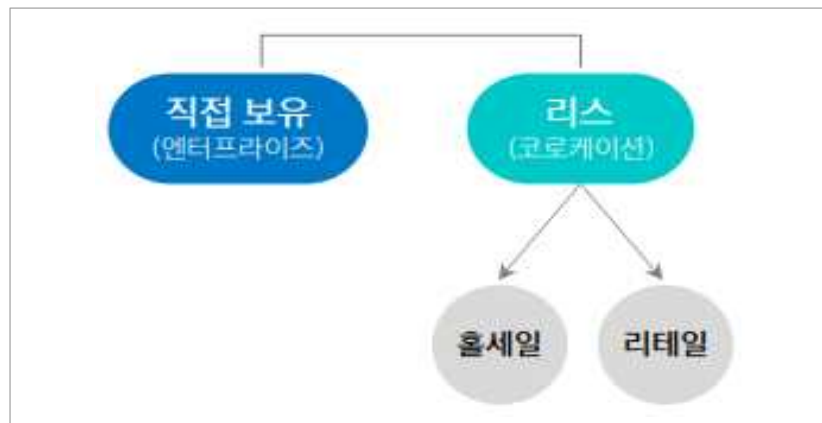 직접 보유
(엔터프라이즈)
리스
(코로케이션)
홀세일
리테일